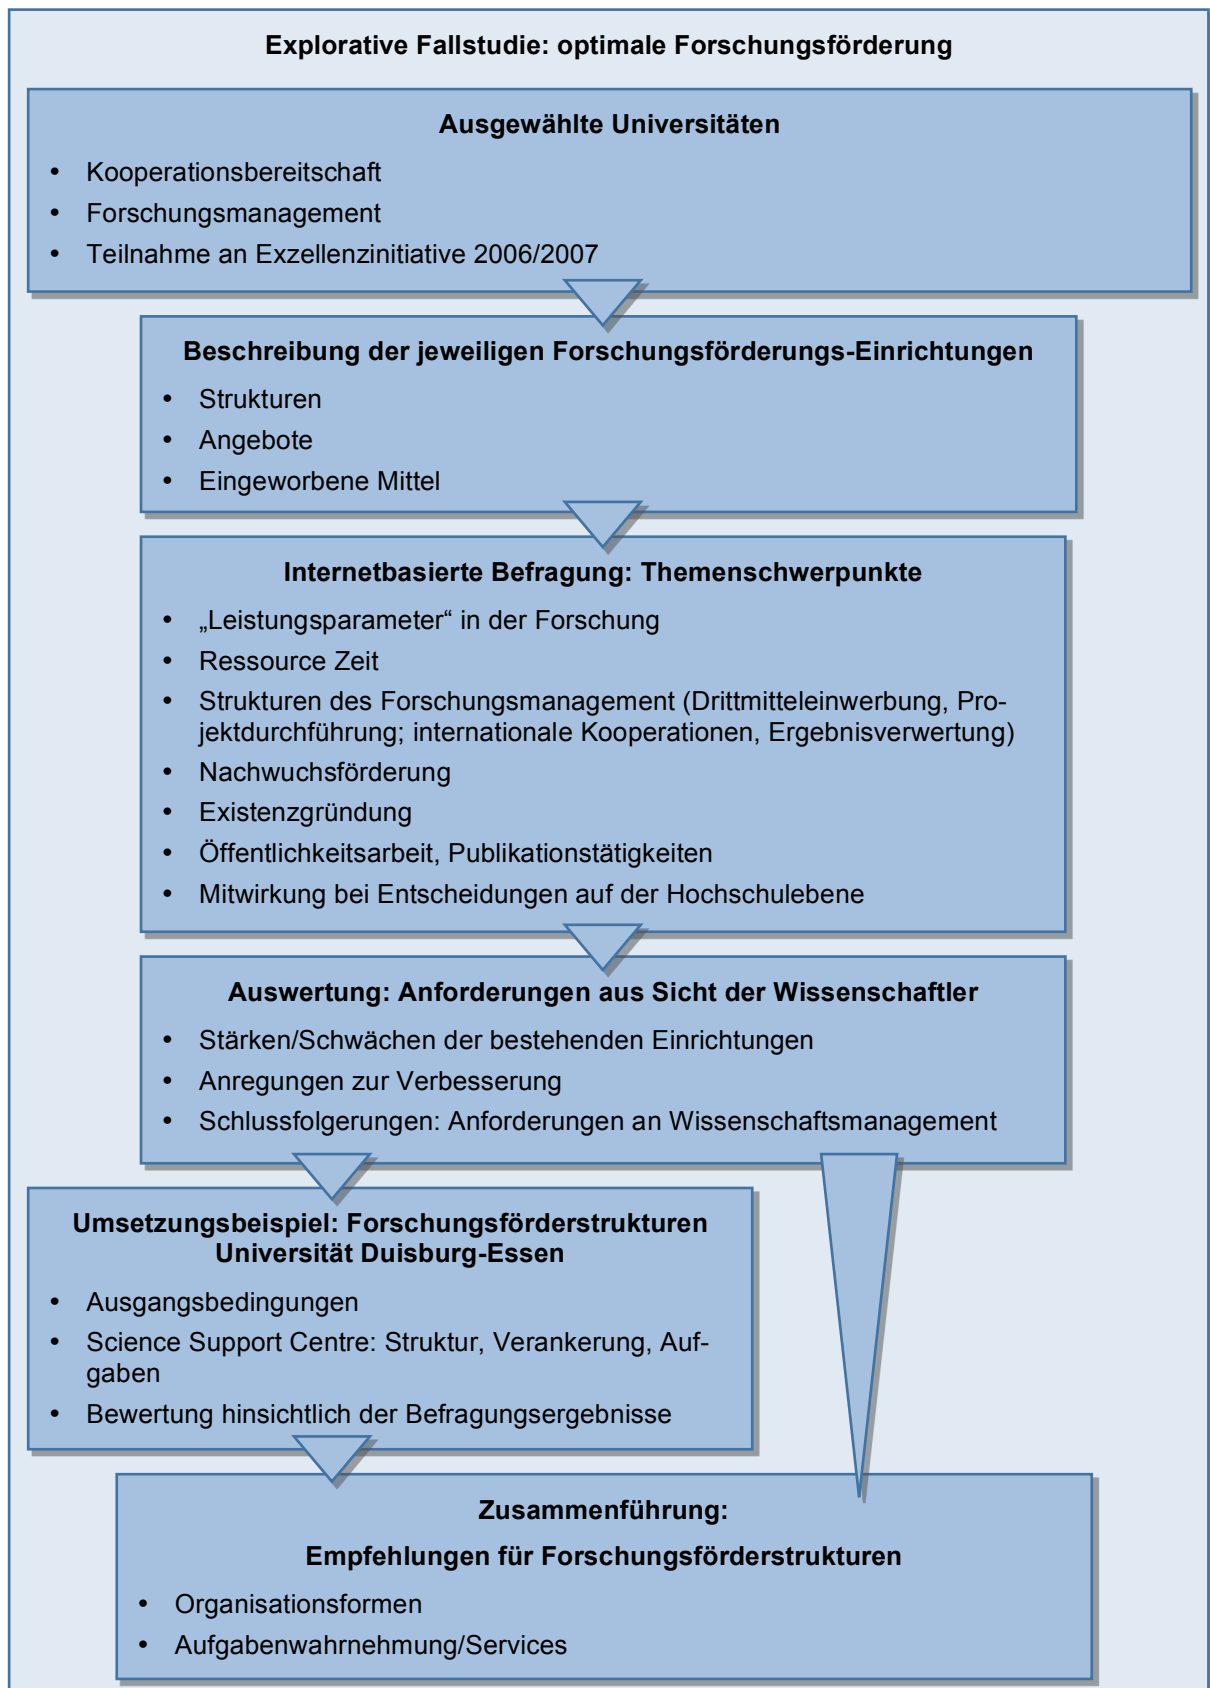 Explorative Fallstudie: optimale Forschungsförderung
Ausgewählte Universitäten
• Kooperationsbereitschaft
• Forschungsmanagement
• Teilnahme an Exzellenzinitiative 2006/2007
Beschreibung der jeweiligen Forschungsförderungs-Einrichtungen
• Strukturen
• Angebote
• Eingeworbene Mittel
Internetbasierte Befragung: Themenschwerpunkte
• „Leistungsparameter“ in der Forschung
• Ressource Zeit
• Strukturen des Forschungsmanagement (Drittmitteleinwerbung, Pro-
jektdurchführung; internationale Kooperationen, Ergebnisverwertung)
• Nachwuchsförderung
• Existenzgründung
• Öffentlichkeitsarbeit, Publikationstätigkeiten
• Mitwirkung bei Entscheidungen auf der Hochschulebene
Auswertung: Anforderungen aus Sicht der Wissenschaftler
• Stärken/Schwächen der bestehenden Einrichtungen
• Anregungen zur Verbesserung
• Schlussfolgerungen: Anforderungen an Wissenschaftsmanagement
Umsetzungsbeispiel: Forschungsförderstrukturen
Universität Duisburg-Essen
• Ausgangsbedingungen
• Science Support Centre: Struktur, Verankerung, Auf-
gaben
• Bewertung hinsichtlich der Befragungsergebnisse
Zusammenführung:
Empfehlungen für Forschungsförderstrukturen
• Organisationsformen
• Aufgabenwahrnehmung/Services